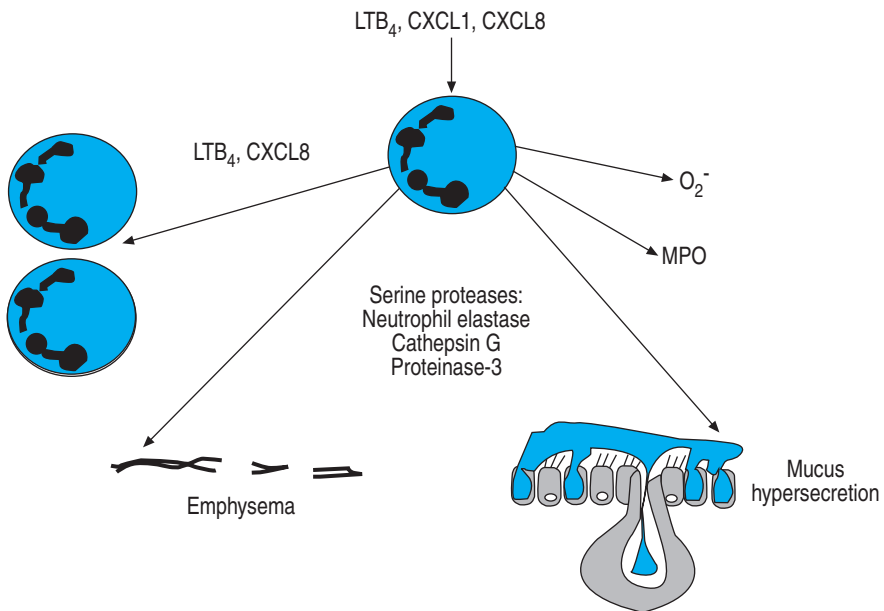 LTB₄, CXCL1, CXCL8
LTB₄, CXCL8
O₂⁻
MPO
Serine proteases:
Neutrophil elastase
Cathepsin G
Proteinase-3
Emphysema
Mucus
hypersecretion